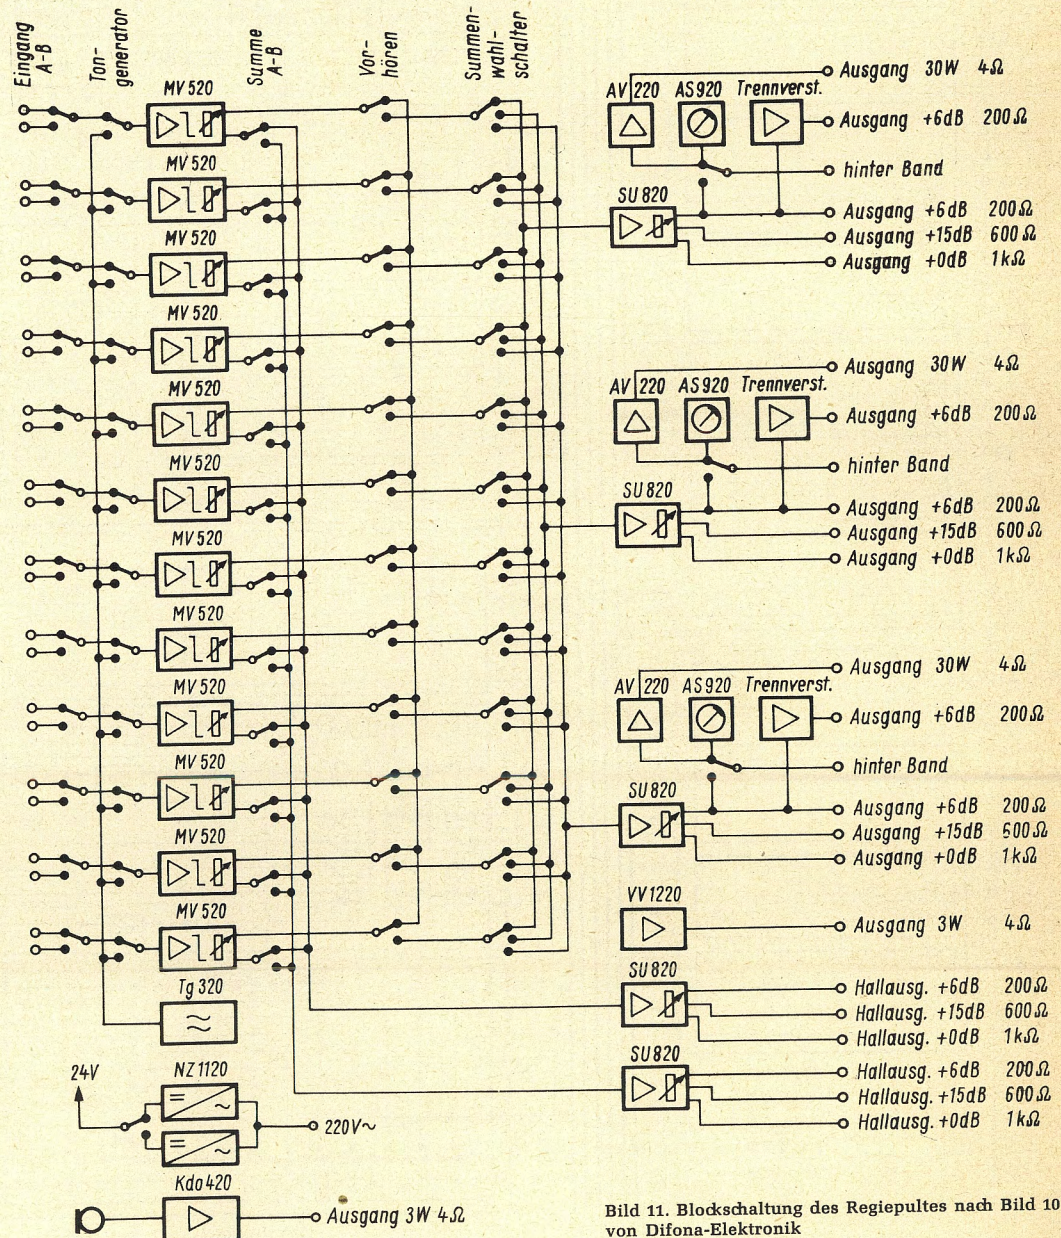 Eingang
A-B
Ton-
generator
Summe
A-B
Vor-
hören
Summen-
wahl-
schalter
MV 520
MV 520
MV 520
MV 520
MV 520
MV 520
MV 520
MV 520
MV 520
MV 520
MV 520
MV 520
Tg 320
24V
NZ 1120
220V~
Kdo 420
Ausgang 3W 4Ω
AV 220 AS 920 Trennverst.
Ausgang 30W 4Ω
Ausgang +6dB 200Ω
hinter Band
SU 820
Ausgang +6dB 200Ω
Ausgang +15dB 600Ω
Ausgang +0dB 1kΩ
AV 220 AS 920 Trennverst.
Ausgang 30W 4Ω
Ausgang +6dB 200Ω
hinter Band
SU 820
Ausgang +6dB 200Ω
Ausgang +15dB 600Ω
Ausgang +0dB 1kΩ
AV 220 AS 920 Trennverst.
Ausgang 30W 4Ω
Ausgang +6dB 200Ω
hinter Band
SU 820
Ausgang +6dB 200Ω
Ausgang +15dB 600Ω
Ausgang +0dB 1kΩ
VV 1220
Ausgang 3W 4Ω
SU 820
Hallausg. +6dB 200Ω
Hallausg. +15dB 600Ω
Hallausg. +0dB 1kΩ
SU 820
Hallausg. +6dB 200Ω
Hallausg. +15dB 600Ω
Hallausg. +0dB 1kΩ
Bild 11. Blockschaltung des Regiepultes nach Bild 10
von Difona-Elektronik